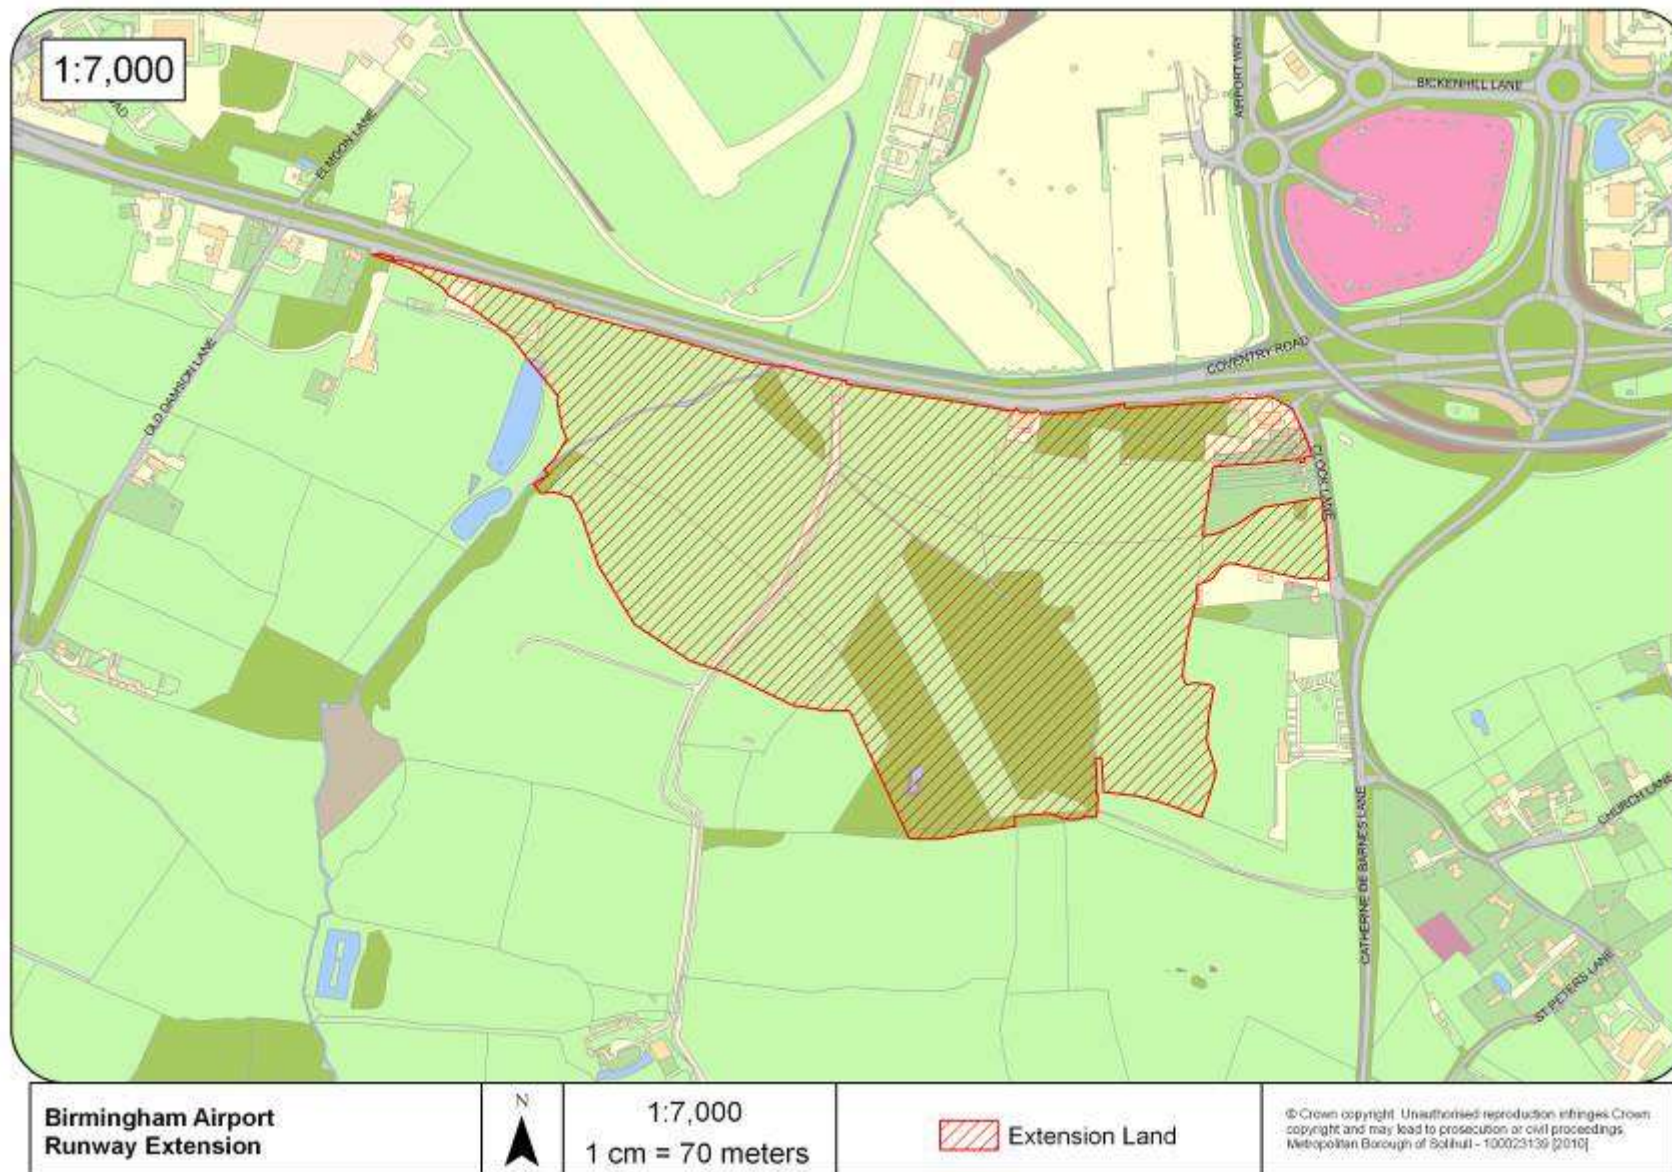 1:7,000
ELMDON LANE
OLD DAMSON LANE
AIRPORT WAY
BICKENHILL LANE
COVENTRY ROAD
CLOCK LANE
CATHERINE DE BARNES LANE
CHURCH LANE
ST PETERS LANE
Birmingham Airport
Runway Extension
N
1:7,000
1 cm = 70 meters
Extension Land
© Crown copyright. Unauthorised reproduction infringes Crown
copyright and may lead to prosecution or civil proceedings.
Metropolitan Borough of Solihull - 100023139 [2010]